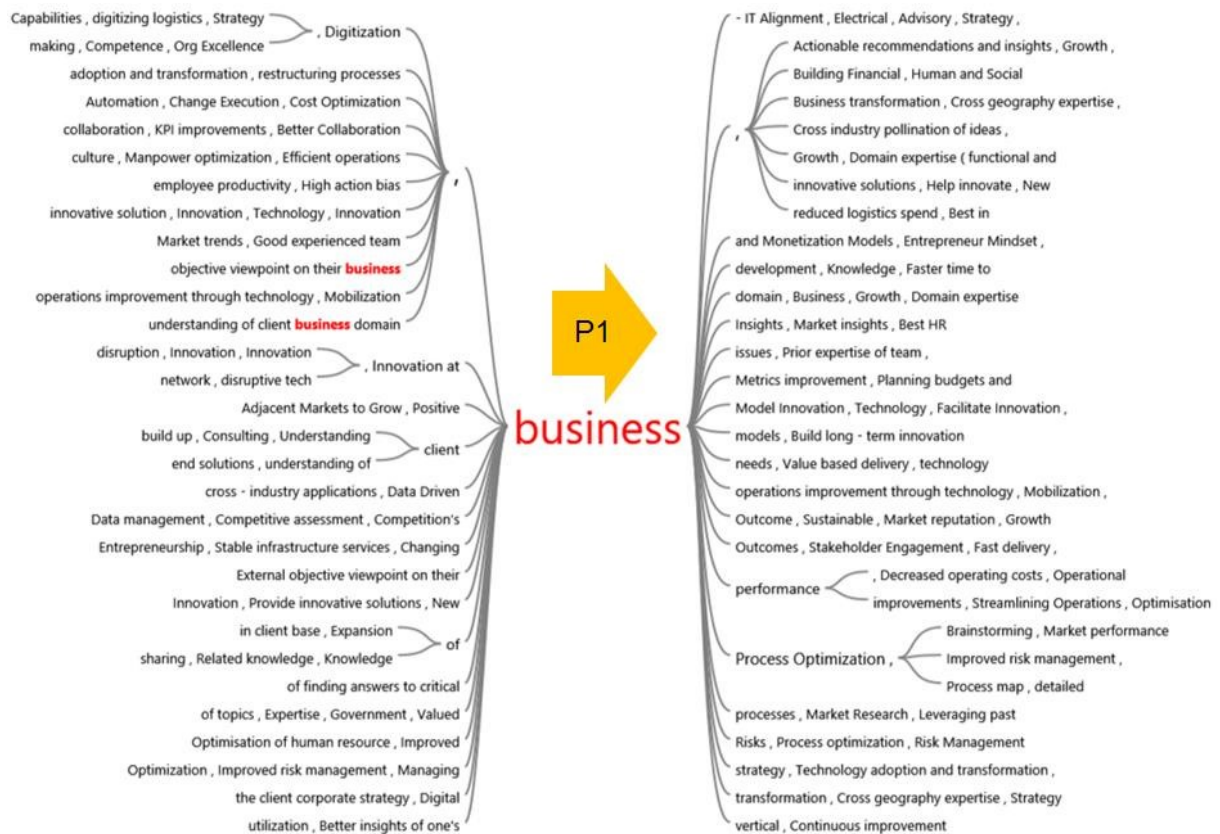 Capabilities , digitizing logistics , Strategy
making , Competence , Org Excellence
, Digitization
adoption and transformation , restructuring processes
Automation , Change Execution , Cost Optimization
collaboration , KPI improvements , Better Collaboration
culture , Manpower optimization , Efficient operations
employee productivity , High action bias
innovative solution , Innovation , Technology , Innovation
Market trends , Good experienced team
objective viewpoint on their business
operations improvement through technology , Mobilization
understanding of client business domain
,
disruption , Innovation , Innovation
network , disruptive tech
, Innovation at
Adjacent Markets to Grow , Positive
build up , Consulting , Understanding
end solutions , understanding of
client
cross - industry applications , Data Driven
Data management , Competitive assessment , Competition's
Entrepreneurship , Stable infrastructure services , Changing
External objective viewpoint on their
Innovation , Provide innovative solutions , New
in client base , Expansion
sharing , Related knowledge , Knowledge
of
of finding answers to critical
of topics , Expertise , Government , Valued
Optimisation of human resource , Improved
Optimization , Improved risk management , Managing
the client corporate strategy , Digital
utilization , Better insights of one's
P1
business
- IT Alignment , Electrical , Advisory , Strategy ,
,
Actionable recommendations and insights , Growth ,
Building Financial , Human and Social
Business transformation , Cross geography expertise ,
Cross industry pollination of ideas ,
Growth , Domain expertise ( functional and
innovative solutions , Help innovate , New
reduced logistics spend , Best in
and Monetization Models , Entrepreneur Mindset ,
development , Knowledge , Faster time to
domain , Business , Growth , Domain expertise
Insights , Market insights , Best HR
issues , Prior expertise of team ,
Metrics improvement , Planning budgets and
Model Innovation , Technology , Facilitate Innovation ,
models , Build long - term innovation
needs , Value based delivery , technology
operations improvement through technology , Mobilization ,
Outcome , Sustainable , Market reputation , Growth
Outcomes , Stakeholder Engagement , Fast delivery ,
performance
, Decreased operating costs , Operational
improvements , Streamlining Operations , Optimisation
Process Optimization ,
Brainstorming , Market performance
Improved risk management ,
Process map , detailed
processes , Market Research , Leveraging past
Risks , Process optimization , Risk Management
strategy , Technology adoption and transformation ,
transformation , Cross geography expertise , Strategy
vertical , Continuous improvement